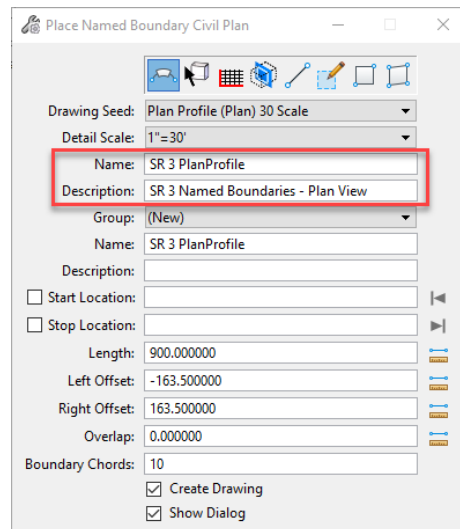 Place Named Boundary Civil Plan
Drawing Seed: Plan Profile (Plan) 30 Scale
Detail Scale: 1"=30'
Name: SR 3 PlanProfile
Description: SR 3 Named Boundaries - Plan View
Group: (New)
Name: SR 3 PlanProfile
Description:
Start Location:
Stop Location:
Length: 900.000000
Left Offset: -163.500000
Right Offset: 163.500000
Overlap: 0.000000
Boundary Chords: 10
Create Drawing
Show Dialog